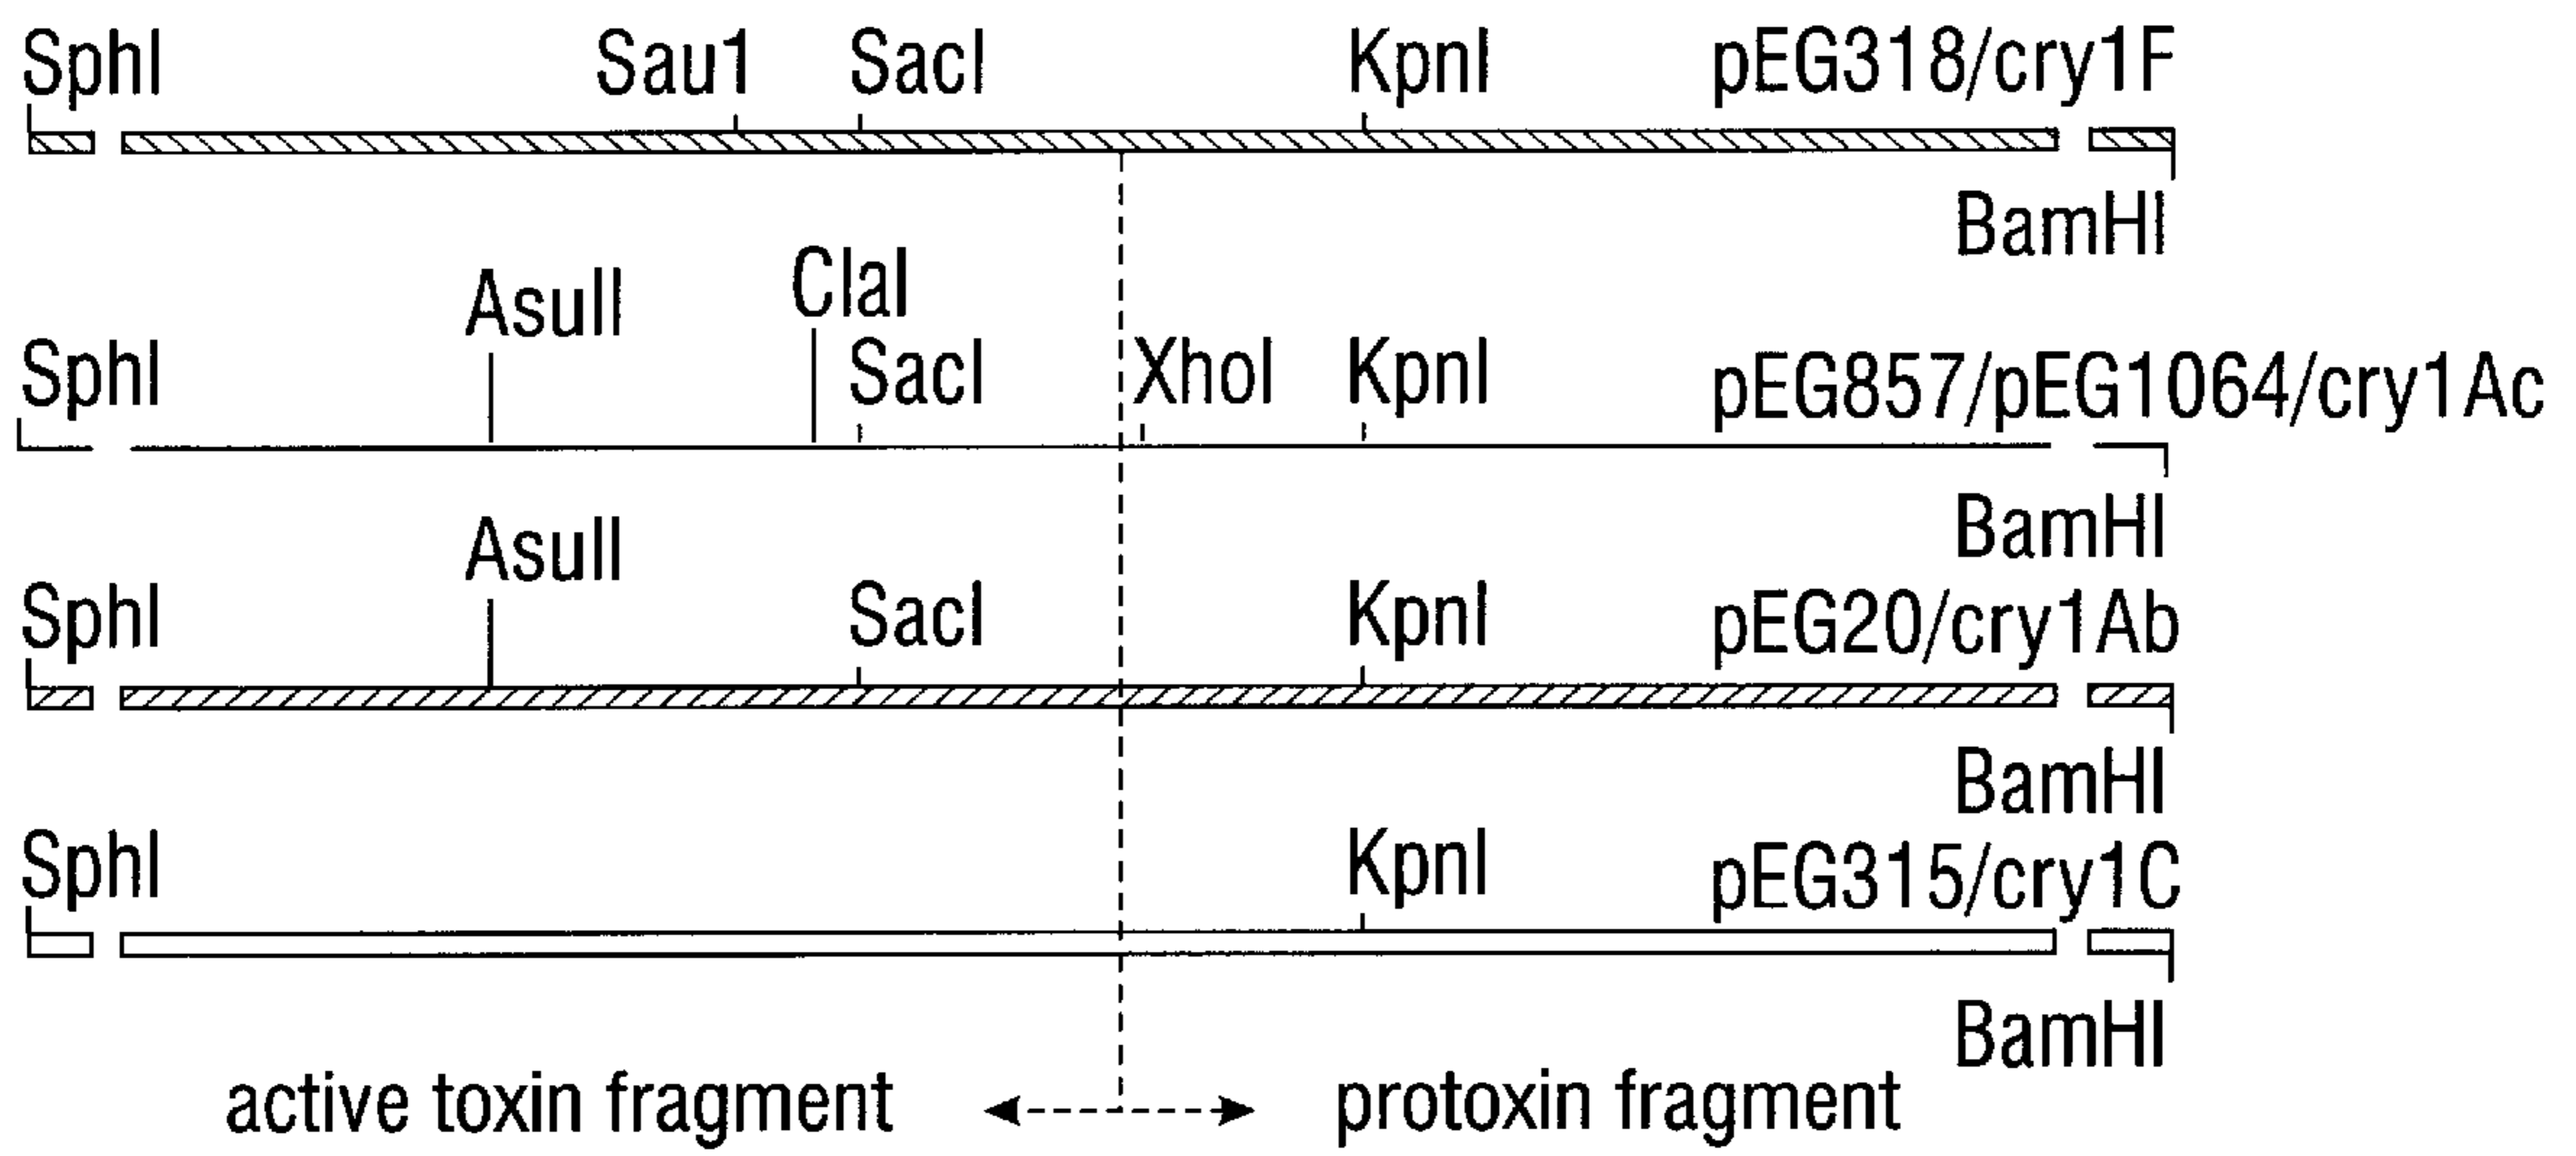 SphI Sau1 SacI KpnI pEG318/cry1F
BamHI
AsuII ClaI
SphI SacI XhoI KpnI pEG857/pEG1064/cry1Ac
BamHI
AsuII
SphI SacI KpnI pEG20/cry1Ab
BamHI
SphI KpnI pEG315/cry1C
BamHI
active toxin fragment protoxin fragment